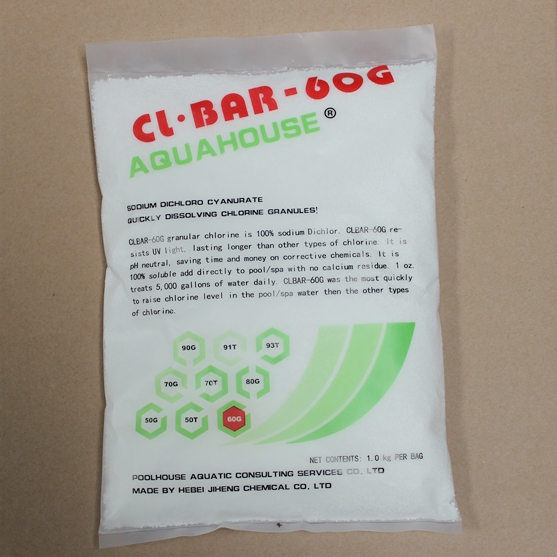 CL·BAR-60G
AQUAHOUSE ®
SODIUM DICHLORO CYANURATE
QUICKLY DISSOLVING CHLORINE GRANULES!
CLBAR-60G granular chlorine is 100% sodium Dichlor. CLBAR-60G re-
sists UV light, lasting longer than other types of chlorine. It is
pH neutral, saving time and money on corrective chemicals. It is
100% soluble add directly to pool/spa with no calcium residue. 1 oz.
treats 5,000 gallons of water daily. CLBAR-60G was the most quickly
to raise chlorine level in the pool/spa water then the other types
of chlorine.
90G 91T 93T
70G 70T 80G
50G 50T 60G
NET CONTENTS: 1.0 kg PER BAG
POOLHOUSE AQUATIC CONSULTING SERVICES CO, LTD
MADE BY HEBEI JIHENG CHEMICAL CO, LTD